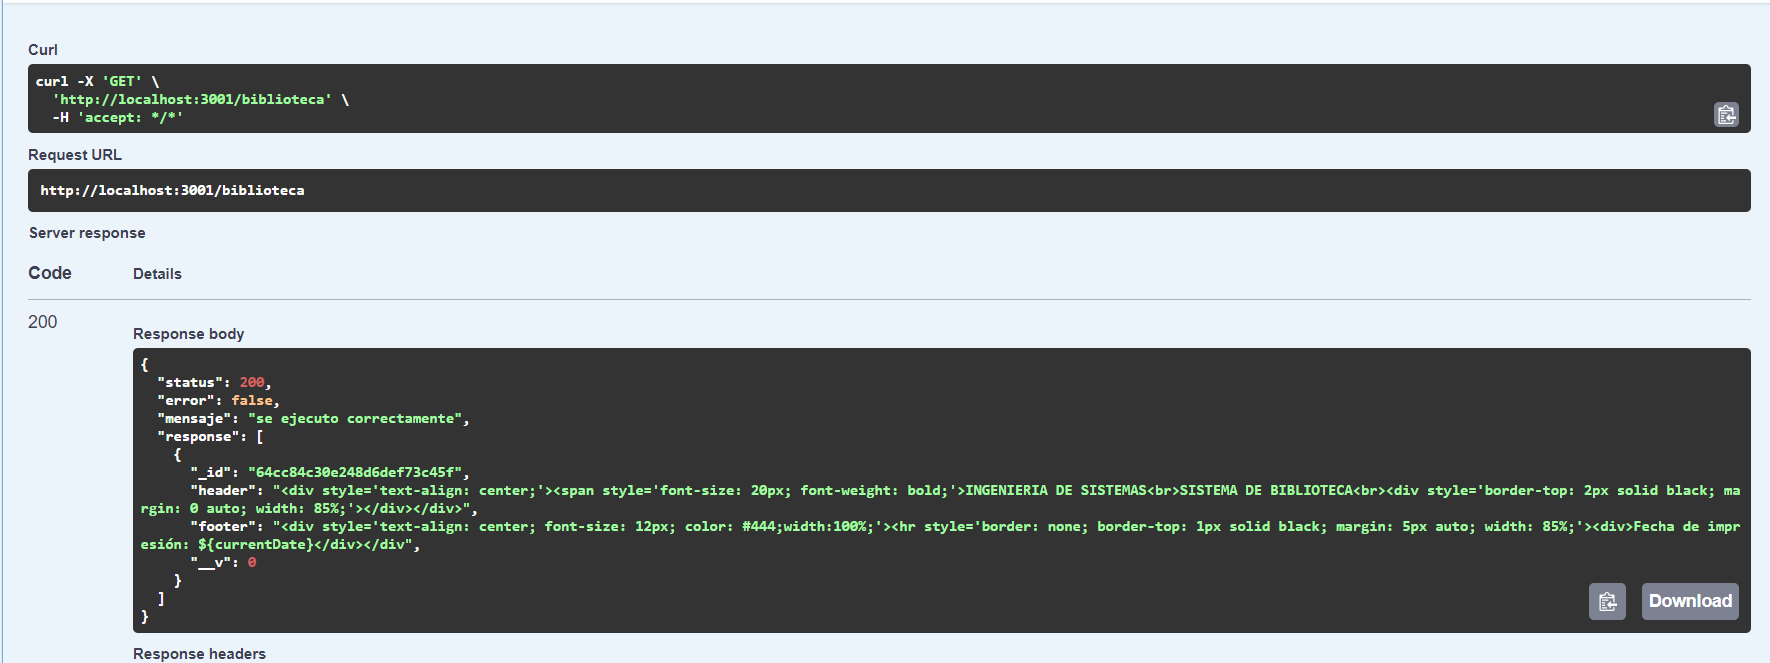 Curl
curl -X 'GET' \
'http://localhost:3001/biblioteca' \
-H 'accept: */*'
Request URL
http://localhost:3001/biblioteca
Server response
Code Details
200
Response body
{
"status": 200,
"error": false,
"mensaje": "se ejecuto correctamente",
"response": [
{
"_id": "64cc84c30e248d6def73c45f",
"header": "<div style='text-align: center;'><span style='font-size: 20px; font-weight: bold;'>INGENIERIA DE SISTEMAS<br>SISTEMA DE BIBLIOTECA<br><div style='border-top: 2px solid black; ma
rgin: 0 auto; width: 85%;'></div></div>",
"footer": "<div style='text-align: center; font-size: 12px; color: #444;width:100%;'><hr style='border: none; border-top: 1px solid black; margin: 5px auto; width: 85%;'><div>Fecha de impr
esión: ${currentDate}</div></div",
"__v": 0
}
]
}
Download
Response headers